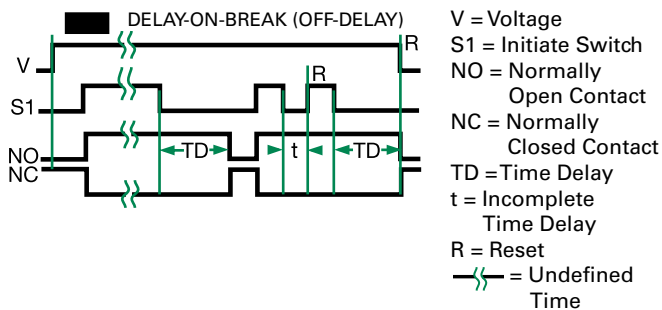 DELAY-ON-BREAK (OFF-DELAY)
V
R
S1
R
NO
NC
TD
t
TD
V = Voltage
S1 = Initiate Switch
NO = Normally
Open Contact
NC = Normally
Closed Contact
TD = Time Delay
t = Incomplete
Time Delay
R = Reset
= Undefined
Time